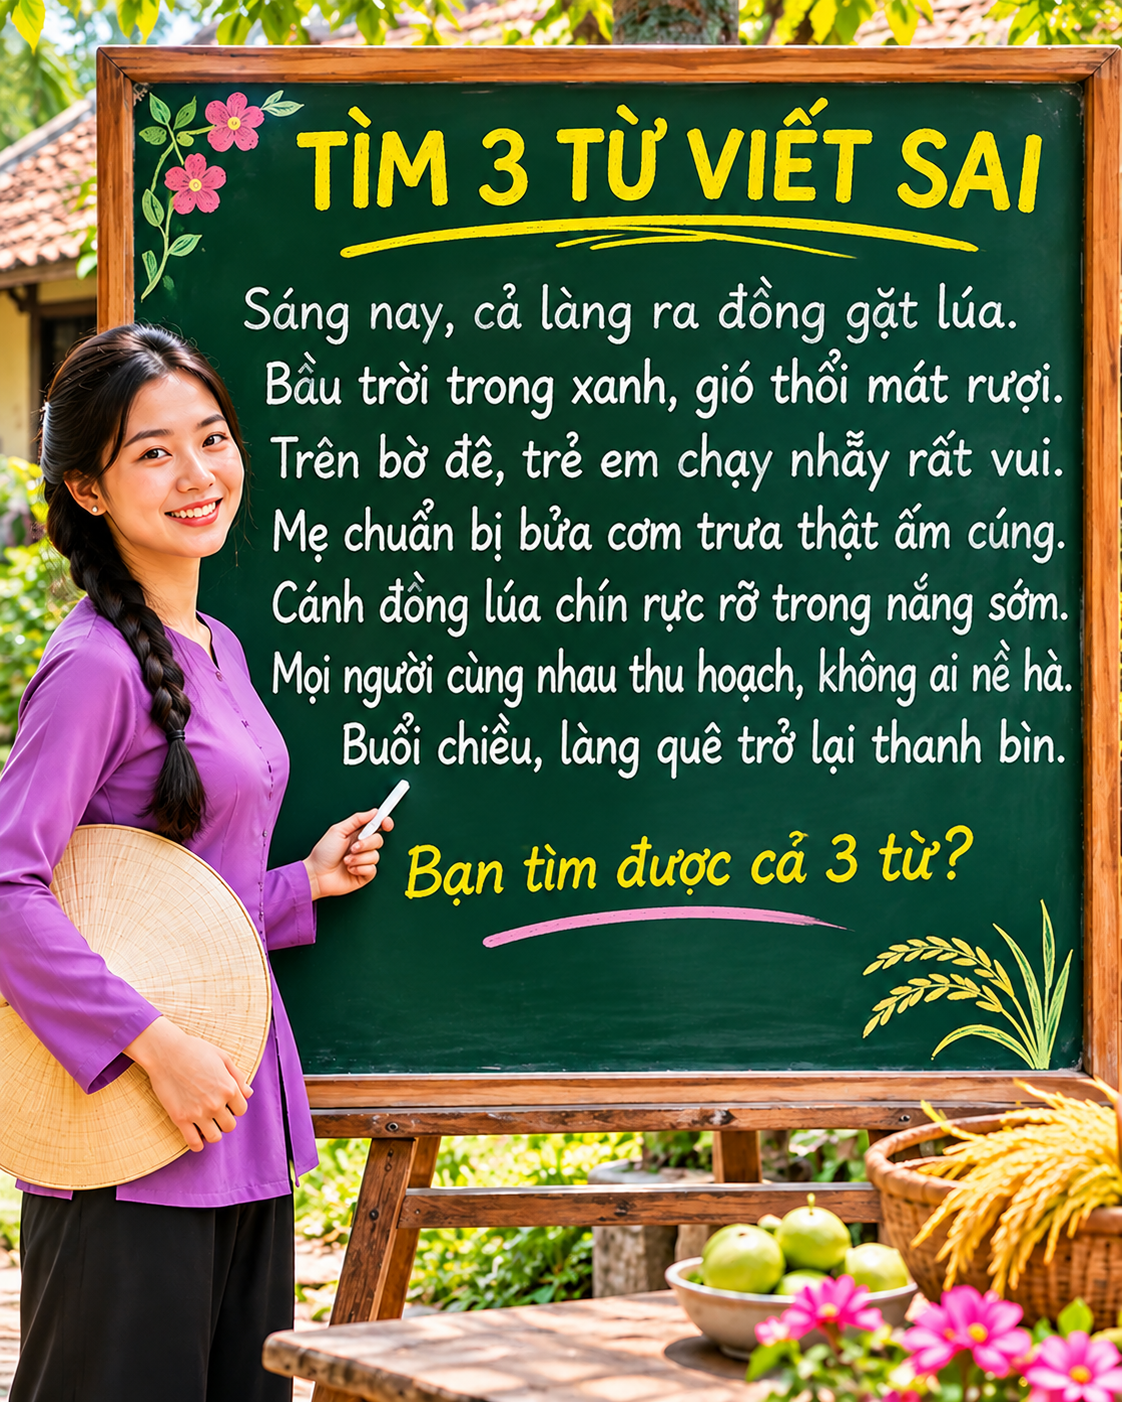 TÌM 3 TỪ VIẾT SAI
Sáng nay, cả làng ra đồng gặt lúa.
Bầu trời trong xanh, gió thổi mát rượi.
Trên bờ đê, trẻ em chạy nhẫy rất vui.
Mẹ chuẩn bị bửa cơm trưa thật ấm cúng.
Cánh đồng lúa chín rực rỡ trong nắng sớm.
Mọi người cùng nhau thu hoạch, không ai nề hà.
Buổi chiều, làng quê trở lại thanh bìn.
Bạn tìm được cả 3 từ?